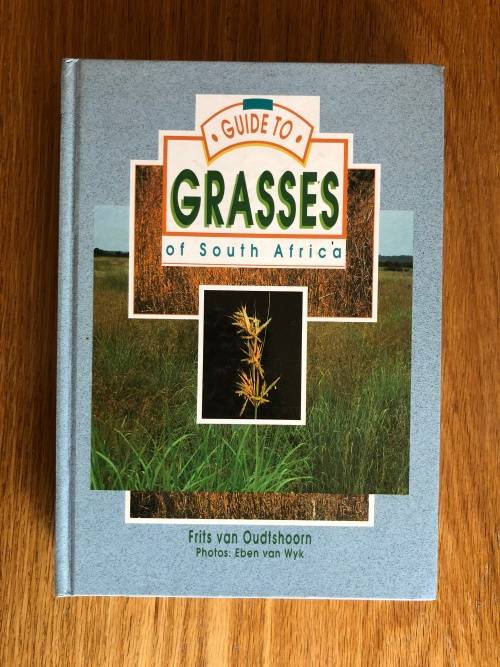 • GUIDE TO •
GRASSES
of South Africa
Frits van Oudtshoorn
Photos: Eben van Wyk